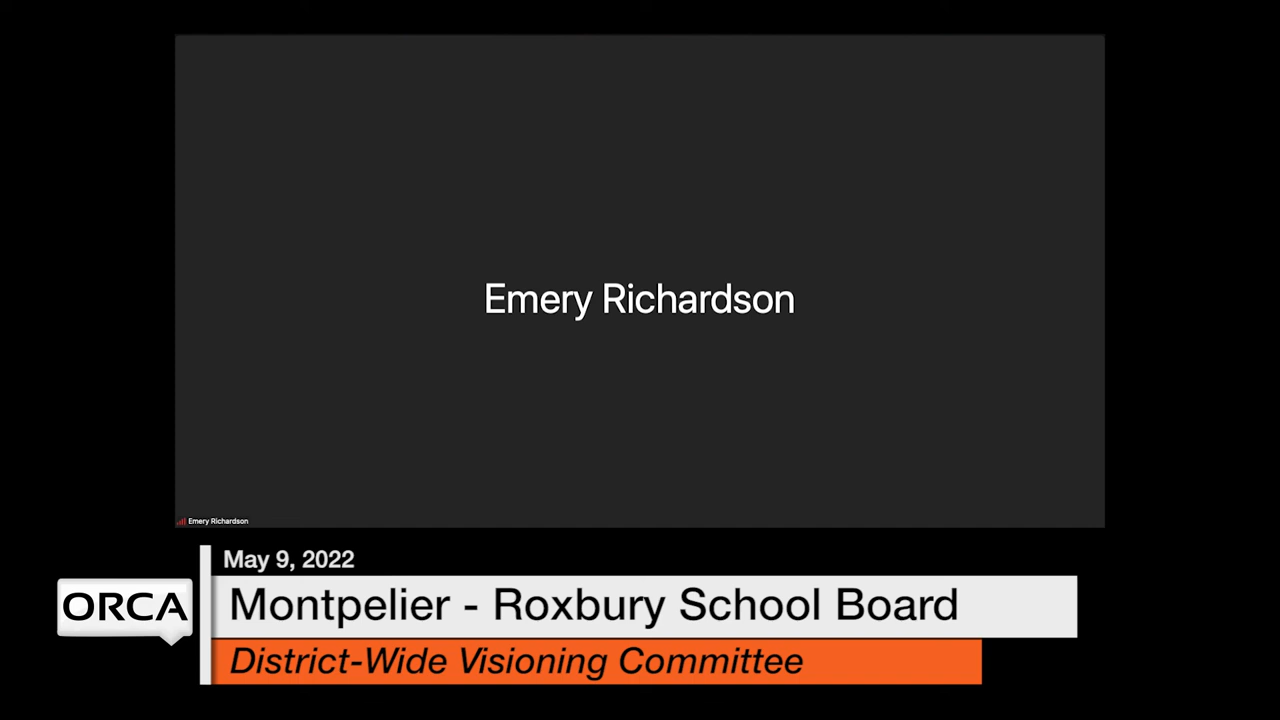 Emery Richardson
Emery Richardson
May 9, 2022
ORCA
Montpelier - Roxbury School Board
District-Wide Visioning Committee